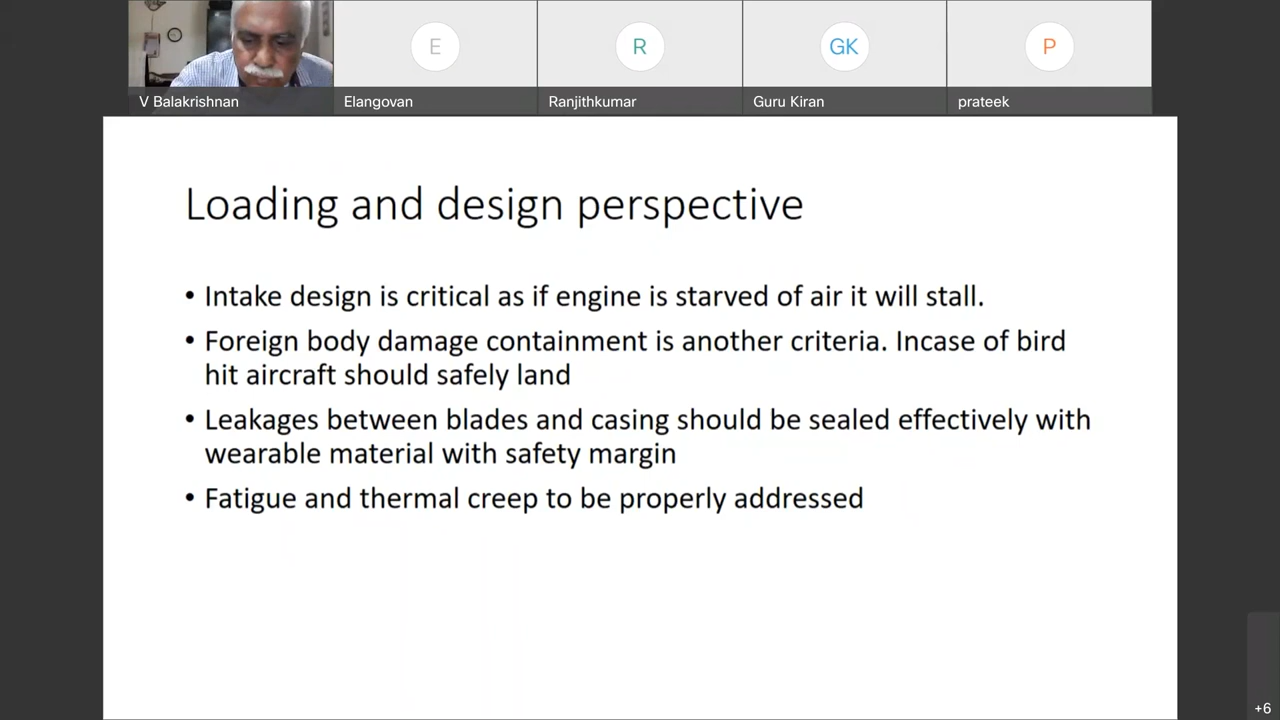 E
R
GK
P
V Balakrishnan
Elangovan
Ranjithkumar
Guru Kiran
prateek
Loading and design perspective
• Intake design is critical as if engine is starved of air it will stall.
• Foreign body damage containment is another criteria. Incase of bird
hit aircraft should safely land
• Leakages between blades and casing should be sealed effectively with
wearable material with safety margin
• Fatigue and thermal creep to be properly addressed
+6